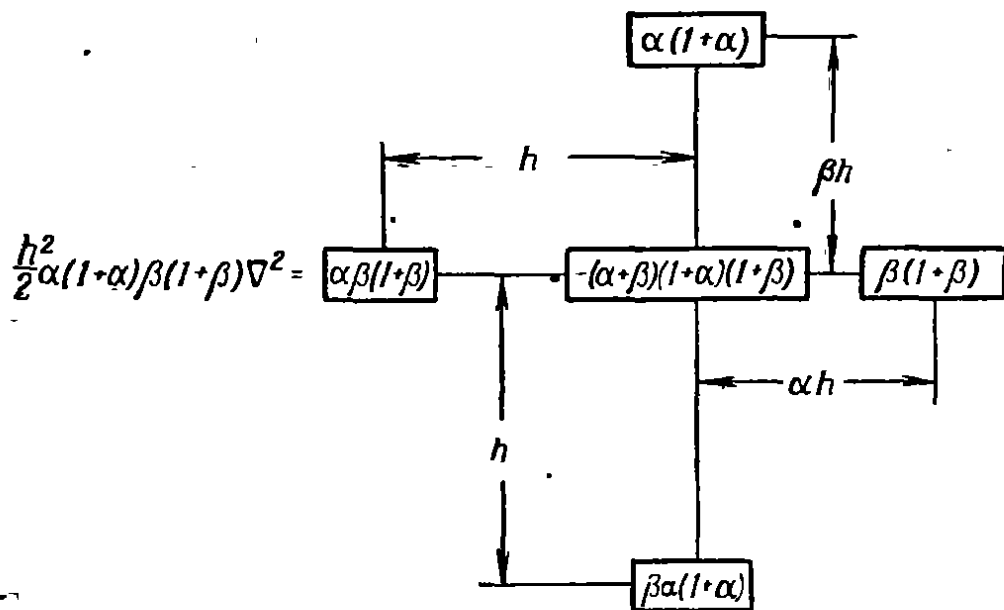 α(1+α)
h
βh
h²/2 α(1+α)β(1+β)∇² = αβ(1+β) -(α+β)(1+α)(1+β) β(1+β)
αh
h
βα(1+α)